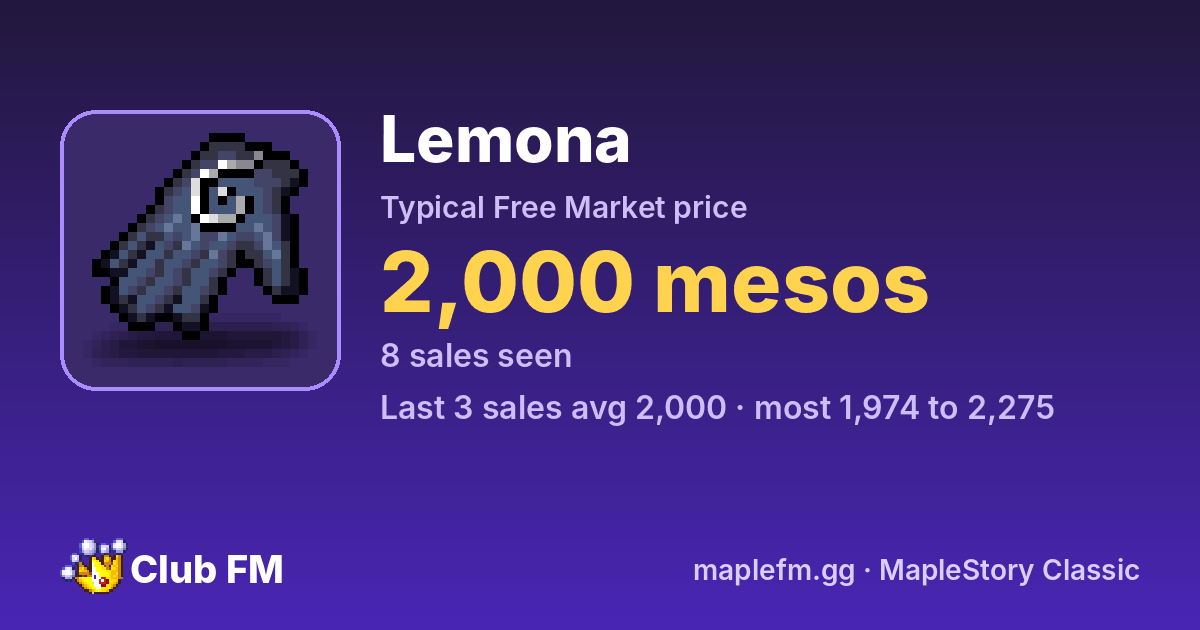 Lemona
Typical Free Market price
2,000 mesos
8 sales seen
Last 3 sales avg 2,000 · most 1,974 to 2,275
Club FM
maplefm.gg · MapleStory Classic